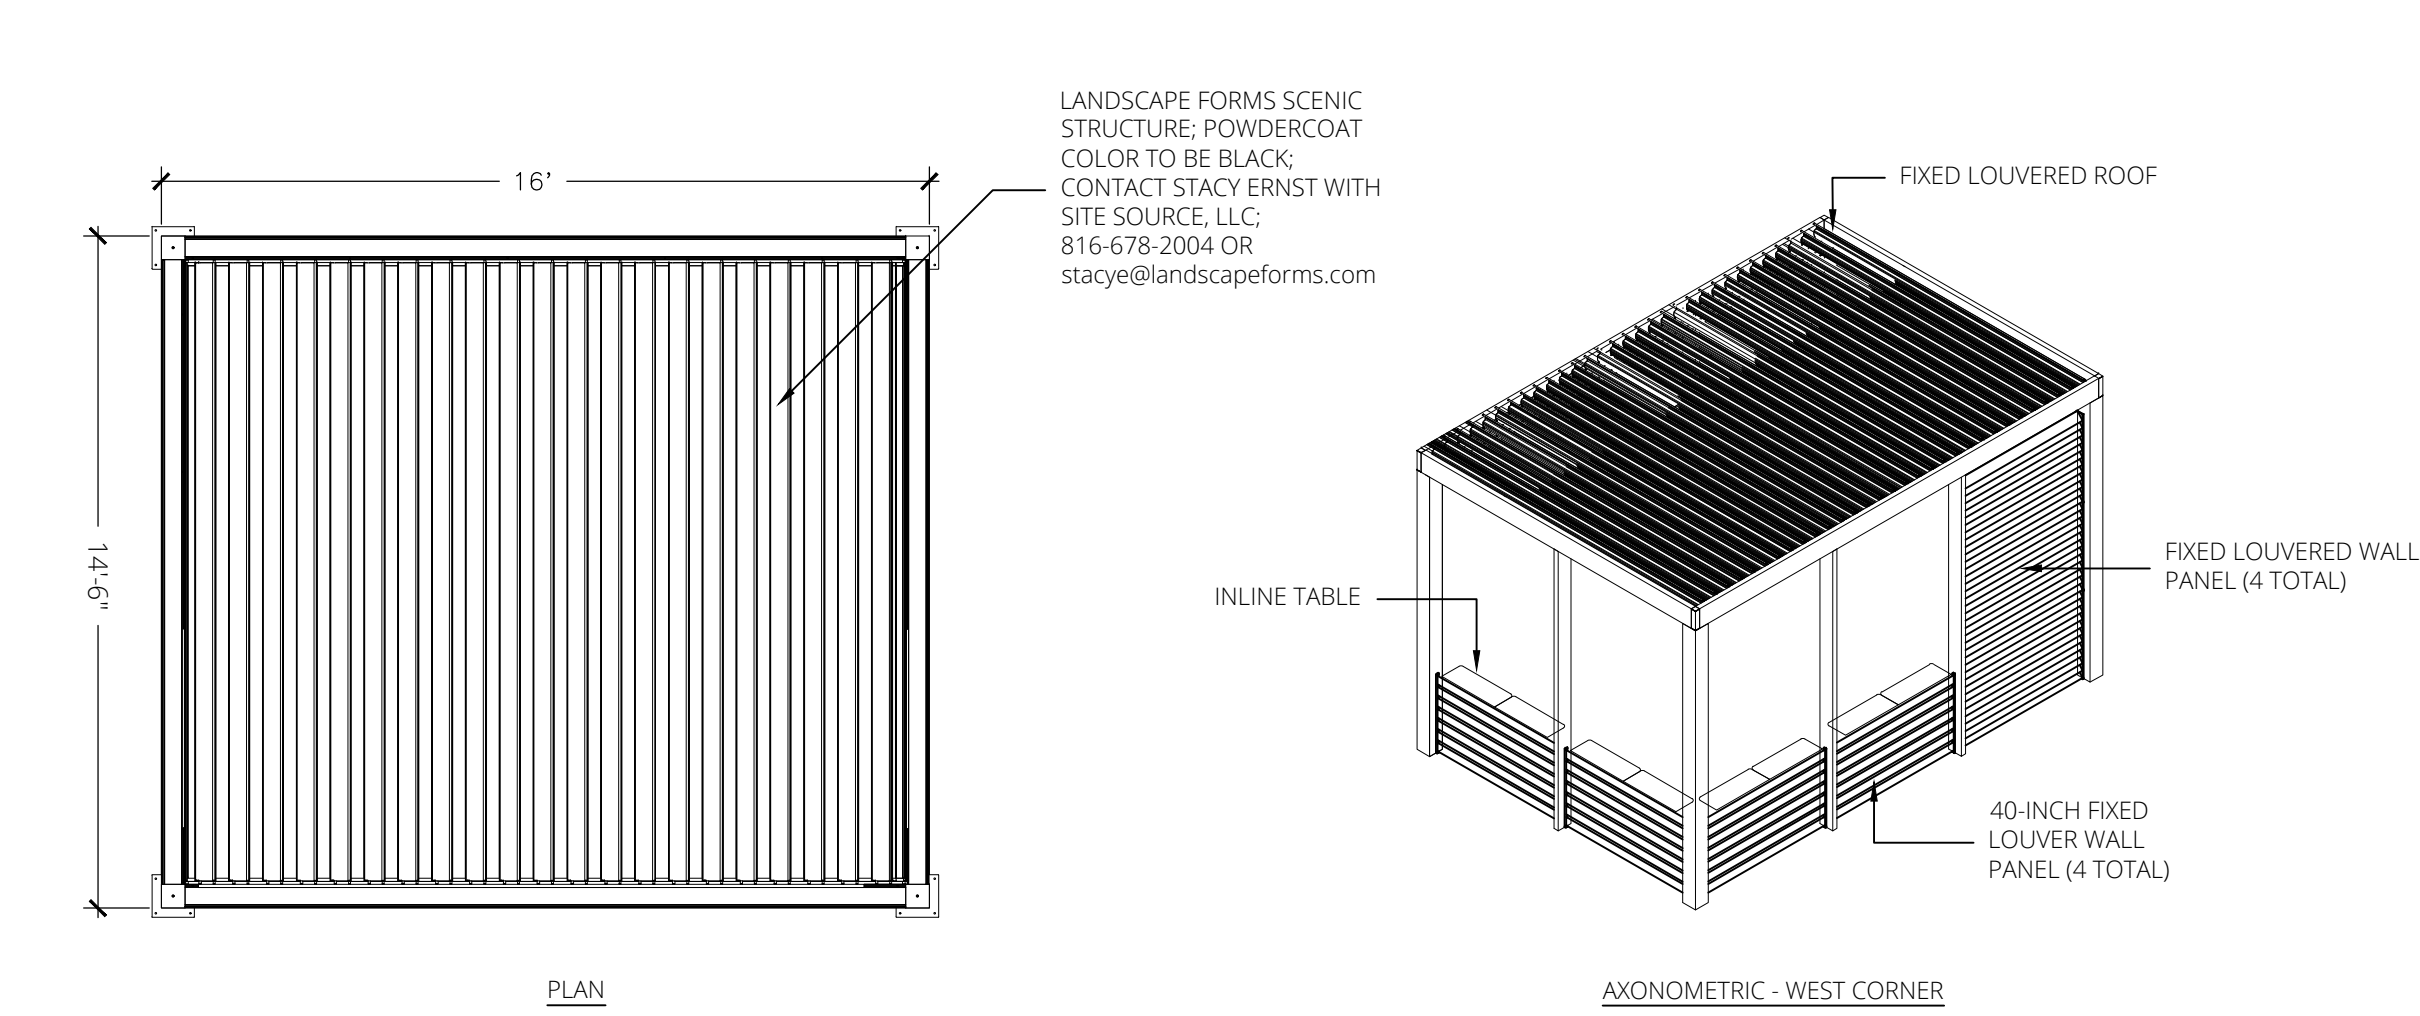 LANDSCAPE FORMS SCENIC
STRUCTURE; POWDERCOAT
COLOR TO BE BLACK;
CONTACT STACY ERNST WITH
SITE SOURCE, LLC;
816-678-2004 OR
stacye@landscapeforms.com
16'
14'-6"
PLAN
FIXED LOUVERED ROOF
INLINE TABLE
FIXED LOUVERED WALL
PANEL (4 TOTAL)
40-INCH FIXED
LOUVER WALL
PANEL (4 TOTAL)
AXONOMETRIC - WEST CORNER